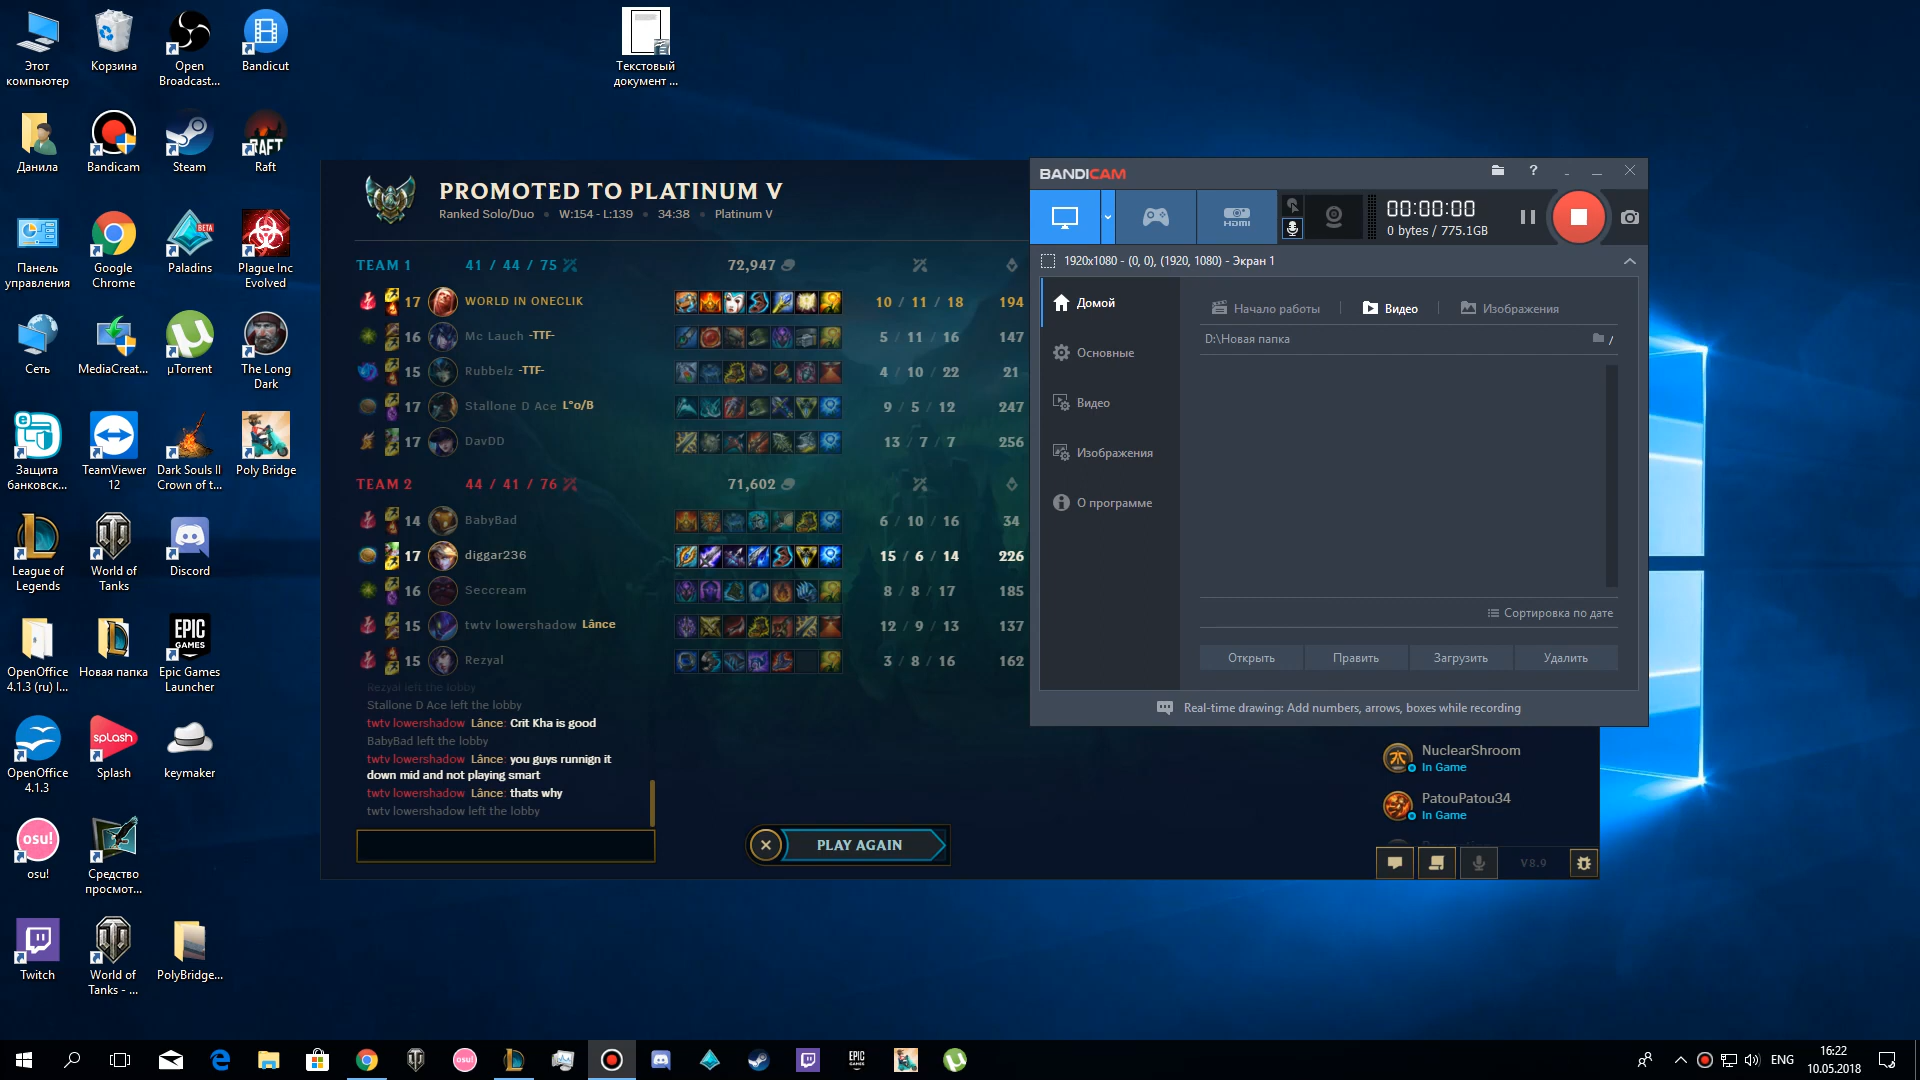 Этот
компьютер
Корзина
Open
Broadcast...
Bandicut
Текстовый
документ ...
Данила
Bandicam
Steam
RAFT
Raft
Панель
управления
Google
Chrome
BETA
Paladins
Plague Inc
Evolved
Сеть
MediaCreat...
µTorrent
The Long
Dark
Защита
банковск...
TeamViewer
12
Dark Souls II
Crown of t...
Poly Bridge
League of
Legends
World of
Tanks
Discord
OpenOffice
4.1.3 (ru) I...
Новая папка
EPIC
GAMES
Epic Games
Launcher
OpenOffice
4.1.3
splash
Splash
keymaker
osu!
osu!
Средство
просмот...
Twitch
World of
Tanks - ...
PolyBridge...
PROMOTED TO PLATINUM V
Ranked Solo/Duo • W:154 - L:139 • 34:38 • Platinum V
TEAM 1 41 / 44 / 75 72,947
17 WORLD IN ONECLIK 10 / 11 / 18 194
16 Mc Lauch -TTF- 5 / 11 / 16 147
15 Rubbelz -TTF- 4 / 10 / 22 21
17 Stallone D Ace L°o/B 9 / 5 / 12 247
17 DavDD 13 / 7 / 7 256
TEAM 2 44 / 41 / 76 71,602
14 BabyBad 6 / 10 / 16 34
17 diggar236 15 / 6 / 14 226
16 Seccream 8 / 8 / 17 185
15 twtv lowershadow Lânce 12 / 9 / 13 137
15 Rezyal 3 / 8 / 16 162
Rezyal left the lobby
Stallone D Ace left the lobby
twtv lowershadow Lânce: Crit Kha is good
BabyBad left the lobby
twtv lowershadow Lânce: you guys runnign it
down mid and not playing smart
twtv lowershadow Lânce: thats why
twtv lowershadow left the lobby
PLAY AGAIN
BANDICAM
?
HDMI
00:00:00
0 bytes / 775.1GB
1920x1080 - (0, 0), (1920, 1080) - Экран 1
Домой
Основные
Видео
Изображения
О программе
Начало работы
Видео
Изображения
D:\Новая папка
/
Сортировка по дате
Открыть
Править
Загрузить
Удалить
Real-time drawing: Add numbers, arrows, boxes while recording
NuclearShroom
In Game
PatouPatou34
In Game
V8.9
osu!
EPIC
GAMES
ENG
16:22
10.05.2018